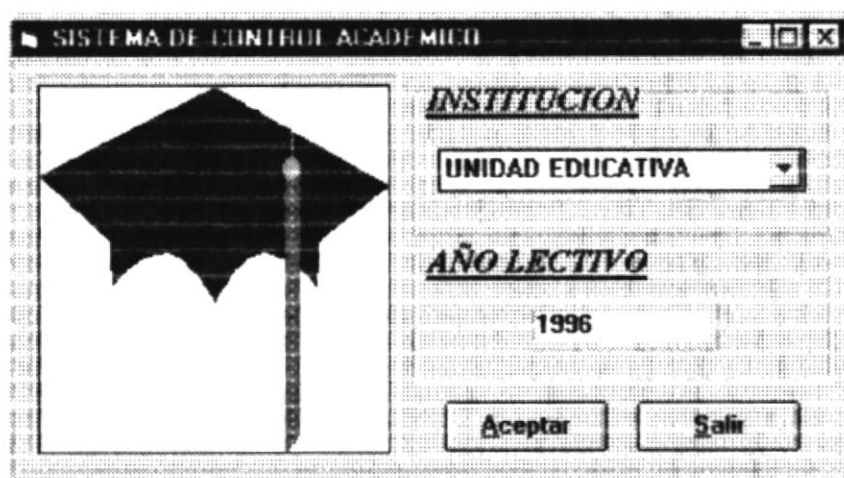 SISTEMA DE CONTROL ACADEMICO
INSTITUCION
UNIDAD EDUCATIVA
AÑO LECTIVO
1996
Aceptar
Salir